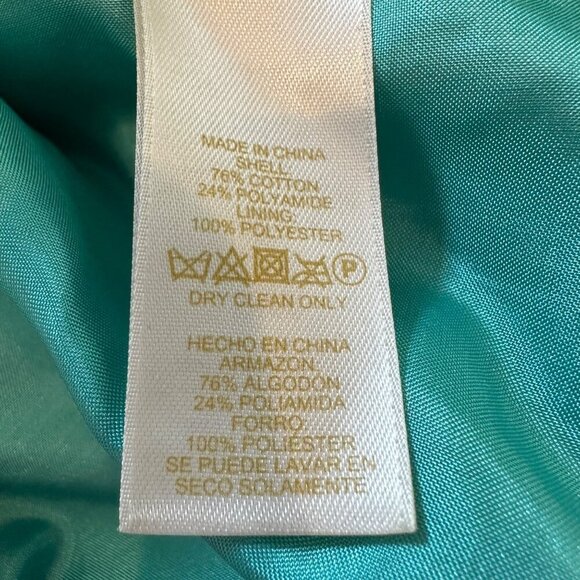 MADE IN CHINA
SHELL
76% COTTON
24% POLYAMIDE
LINING
100% POLYESTER
P
DRY CLEAN ONLY
HECHO EN CHINA
ARMAZON
76% ALGODON
24% POLIAMIDA
FORRO
100% POLIESTER
SE PUEDE LAVAR EN
SECO SOLAMENTE